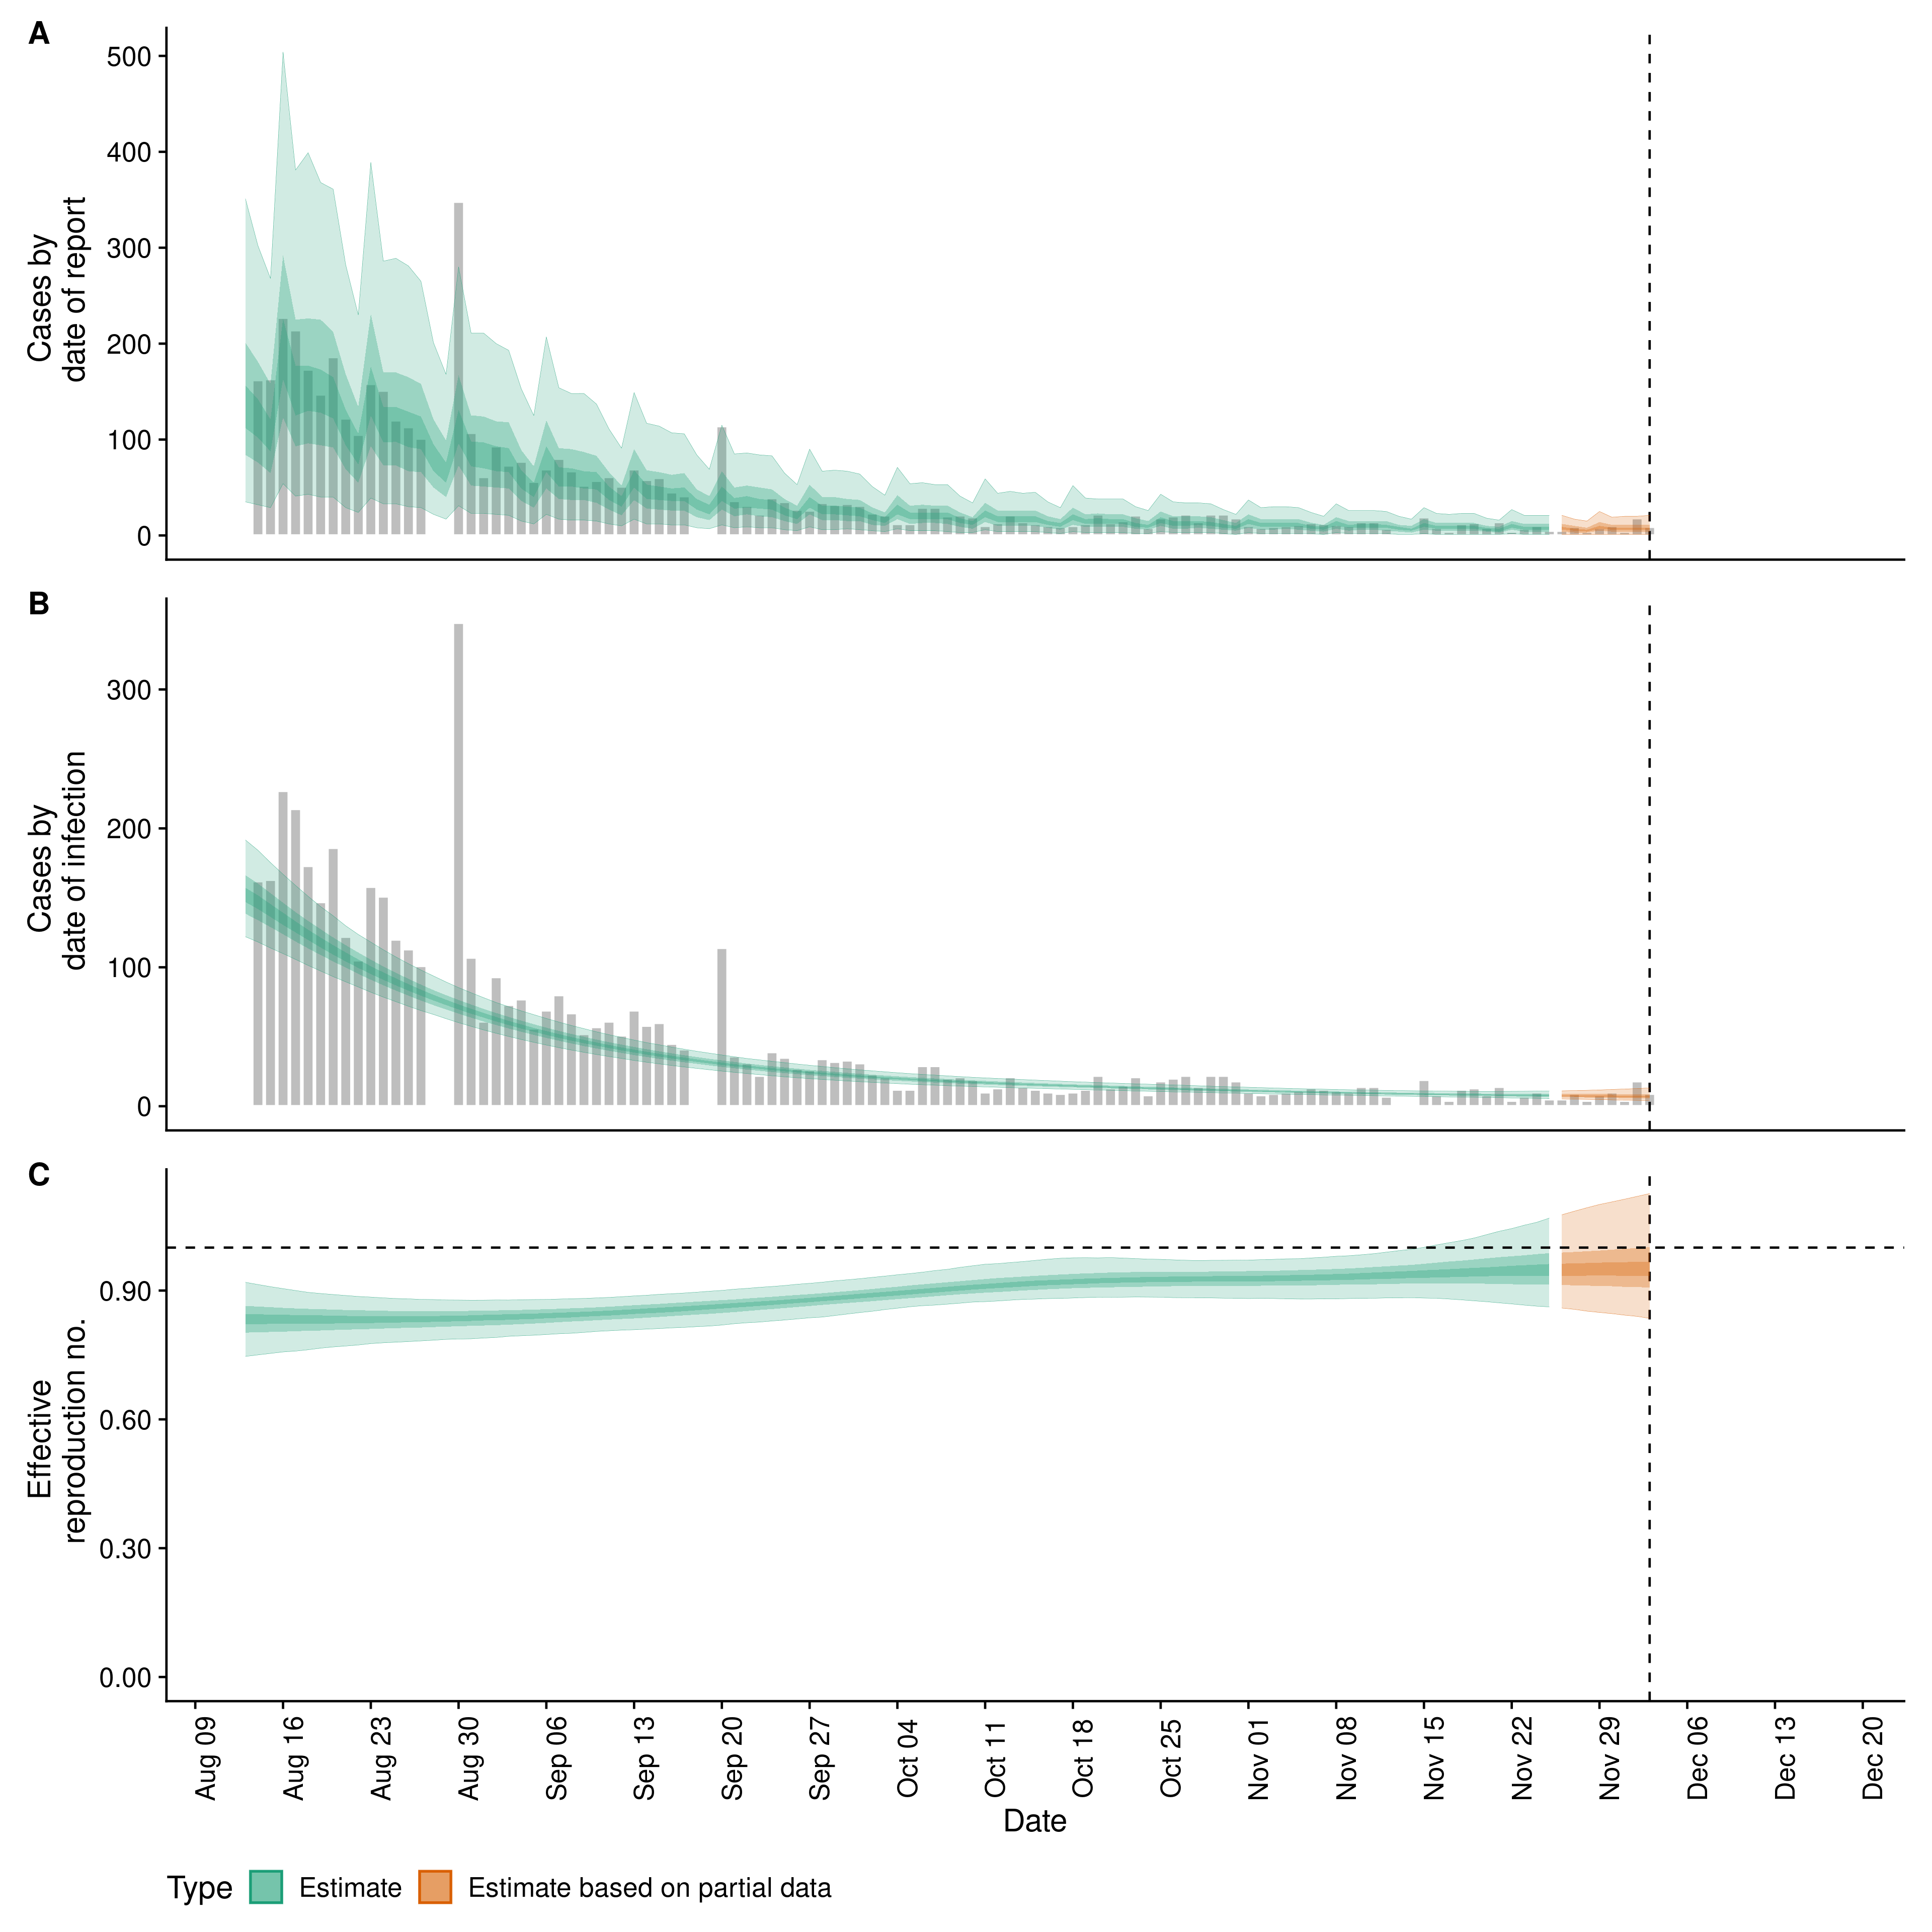 A
500
400
300
200
100
0
Cases by
date of report
B
300
200
100
0
Cases by
date of infection
C
0.90
0.60
0.30
0.00
Effective
reproduction no.
Aug 09
Aug 16
Aug 23
Aug 30
Sep 06
Sep 13
Sep 20
Sep 27
Oct 04
Oct 11
Oct 18
Oct 25
Nov 01
Nov 08
Nov 15
Nov 22
Nov 29
Dec 06
Dec 13
Dec 20
Date
Type Estimate Estimate based on partial data